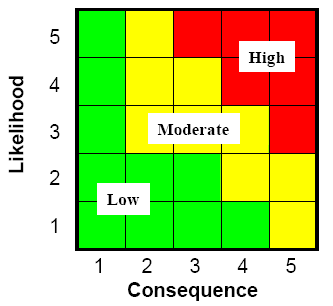 Likelihood
5
4
3
2
1
High
Moderate
Low
1 2 3 4 5
Consequence